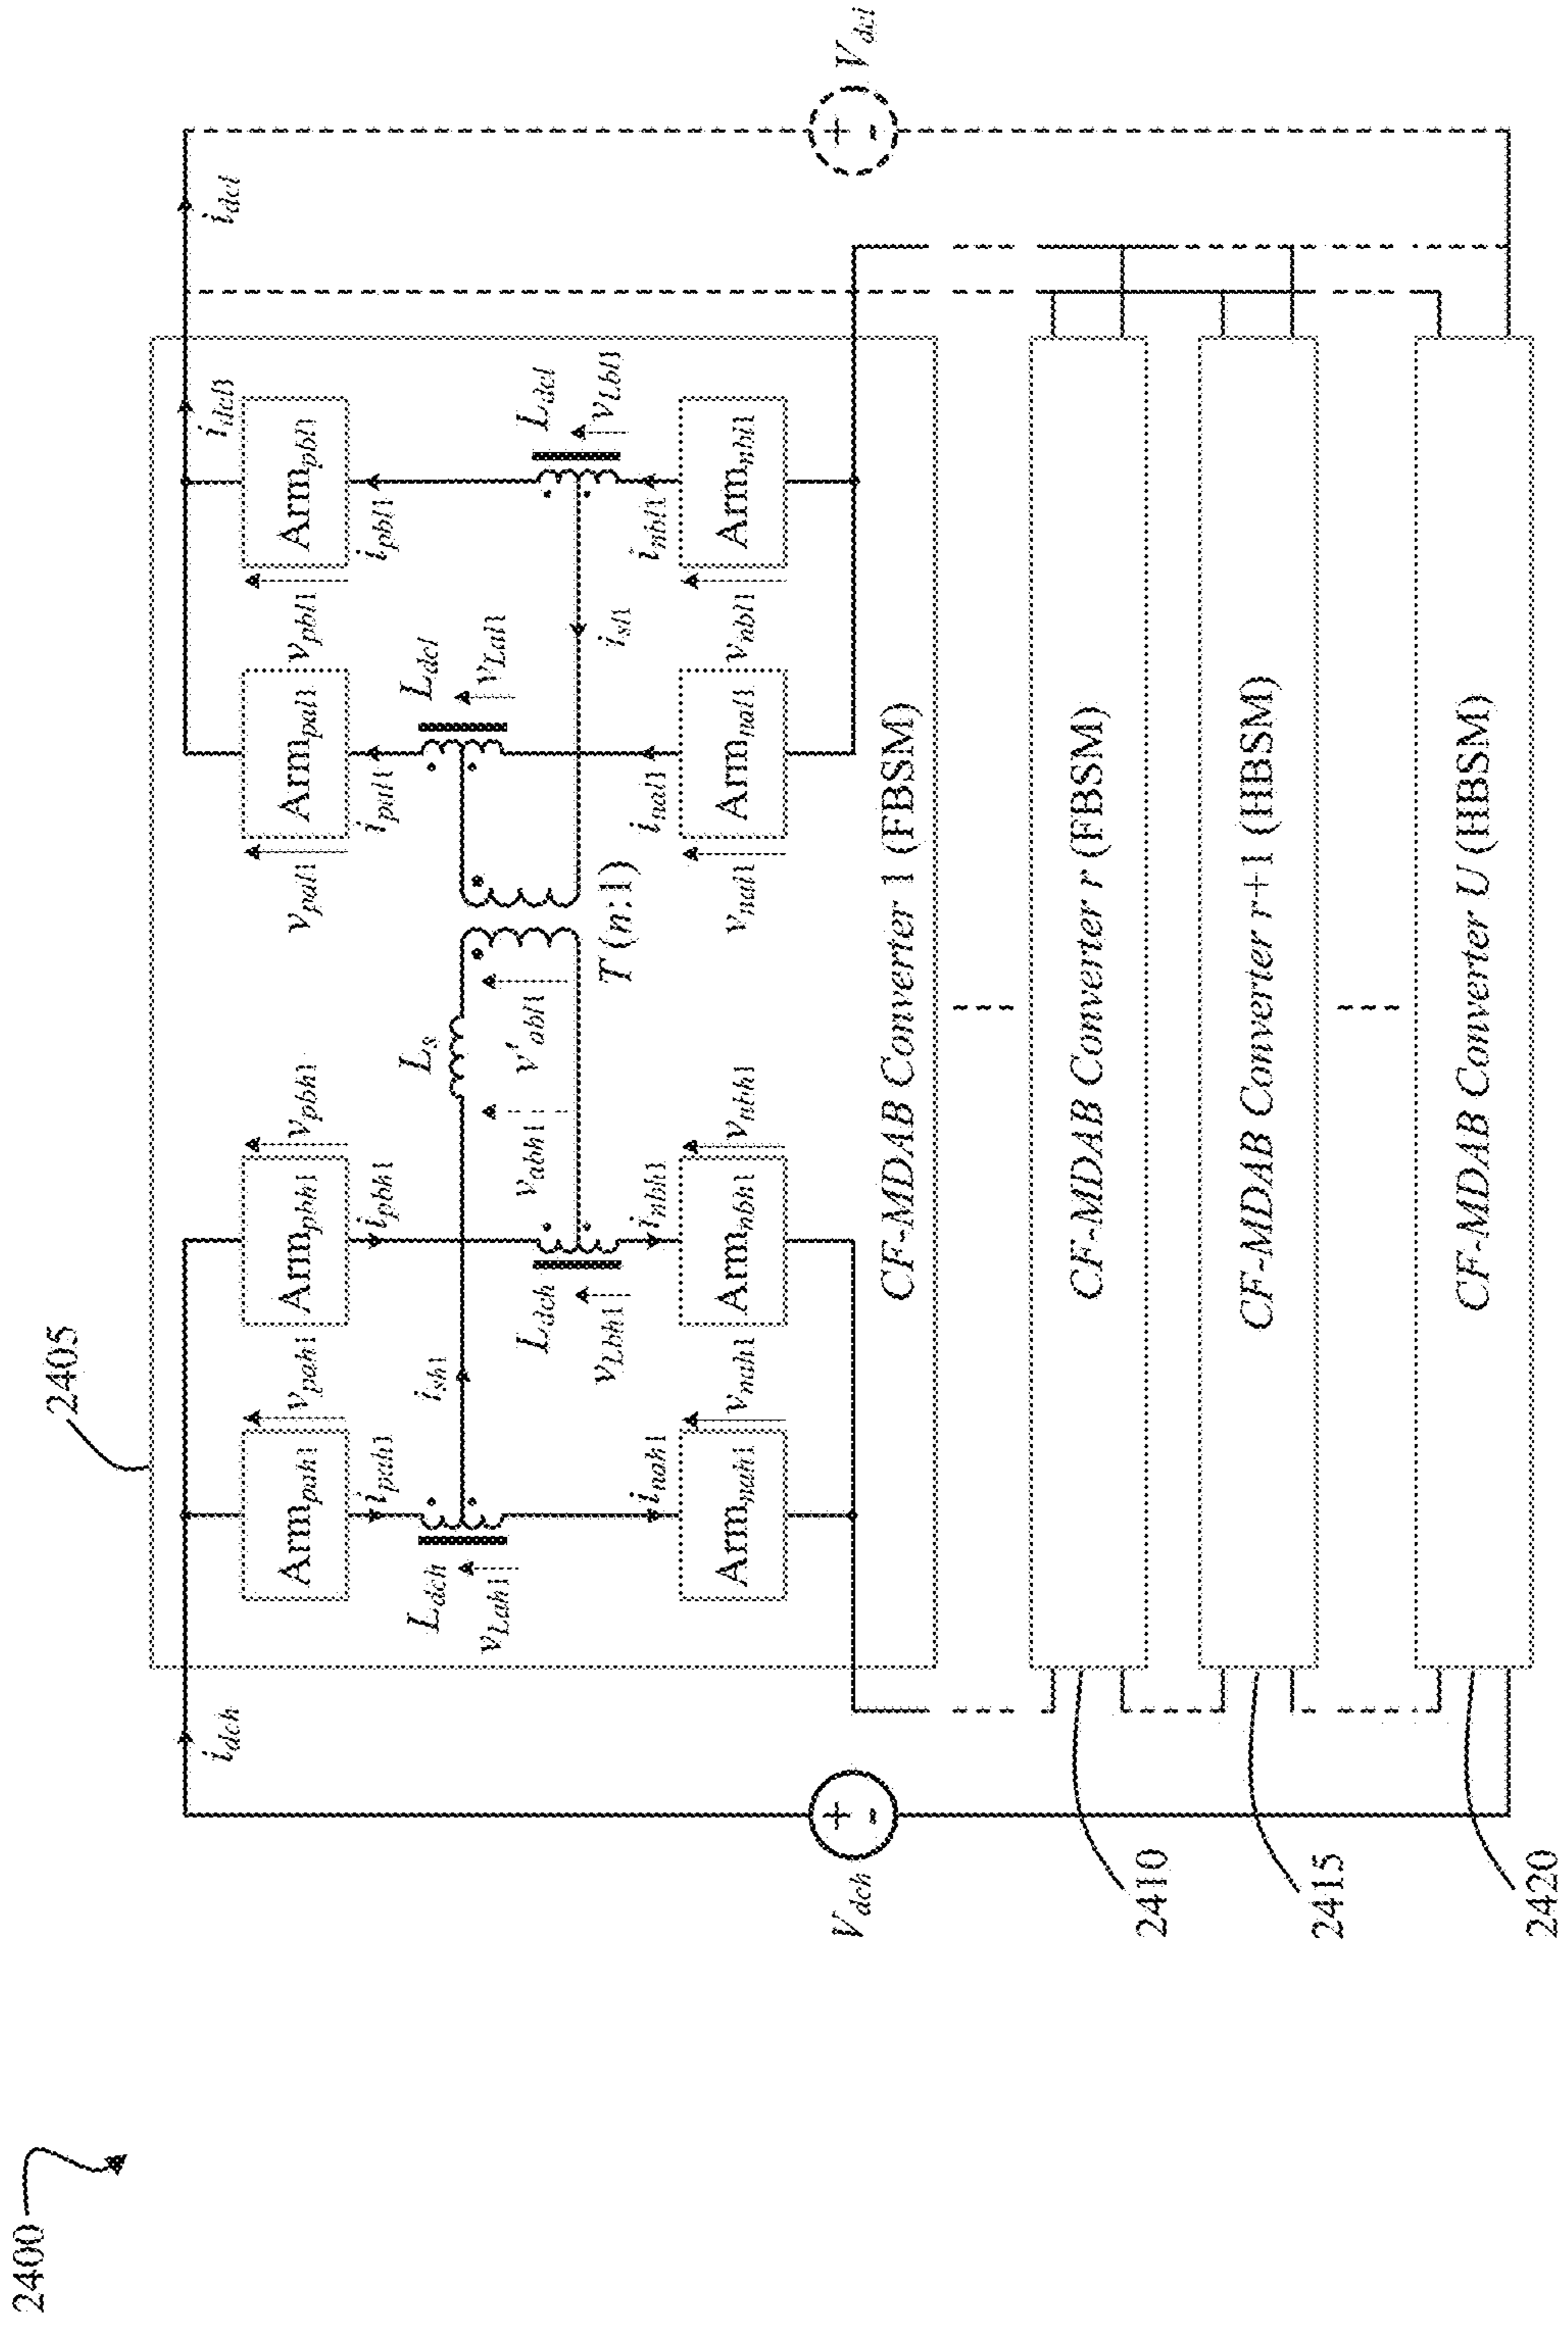 2400
2405
i_dch
i_dcl1
i_dcl
Arm_pah1
v_pah1
Arm_pbh1
v_pbh1
v_pal1
Arm_pal1
v_pbl1
Arm_pbl1
i_pah1
i_pbh1
i_pal1
i_pbl1
L_dch
v_Lah1
i_sh1
L_s
L_dcl
v_Lal1
L_dch
v_Lbh1
v_abh1
v'_abl1
L_dcl
v_Lbl1
T (n:1)
i_sl1
i_nah1
i_nbh1
i_nal1
i_nbl1
Arm_nah1
v_nah1
Arm_nbh1
v_nbh1
v_nal1
Arm_nal1
v_nbl1
Arm_nbl1
V_dch
+
-
V_dcl
+
-
CF-MDAB Converter 1 (FBSM)
CF-MDAB Converter r (FBSM)
2410
CF-MDAB Converter r+1 (HBSM)
2415
CF-MDAB Converter U (HBSM)
2420